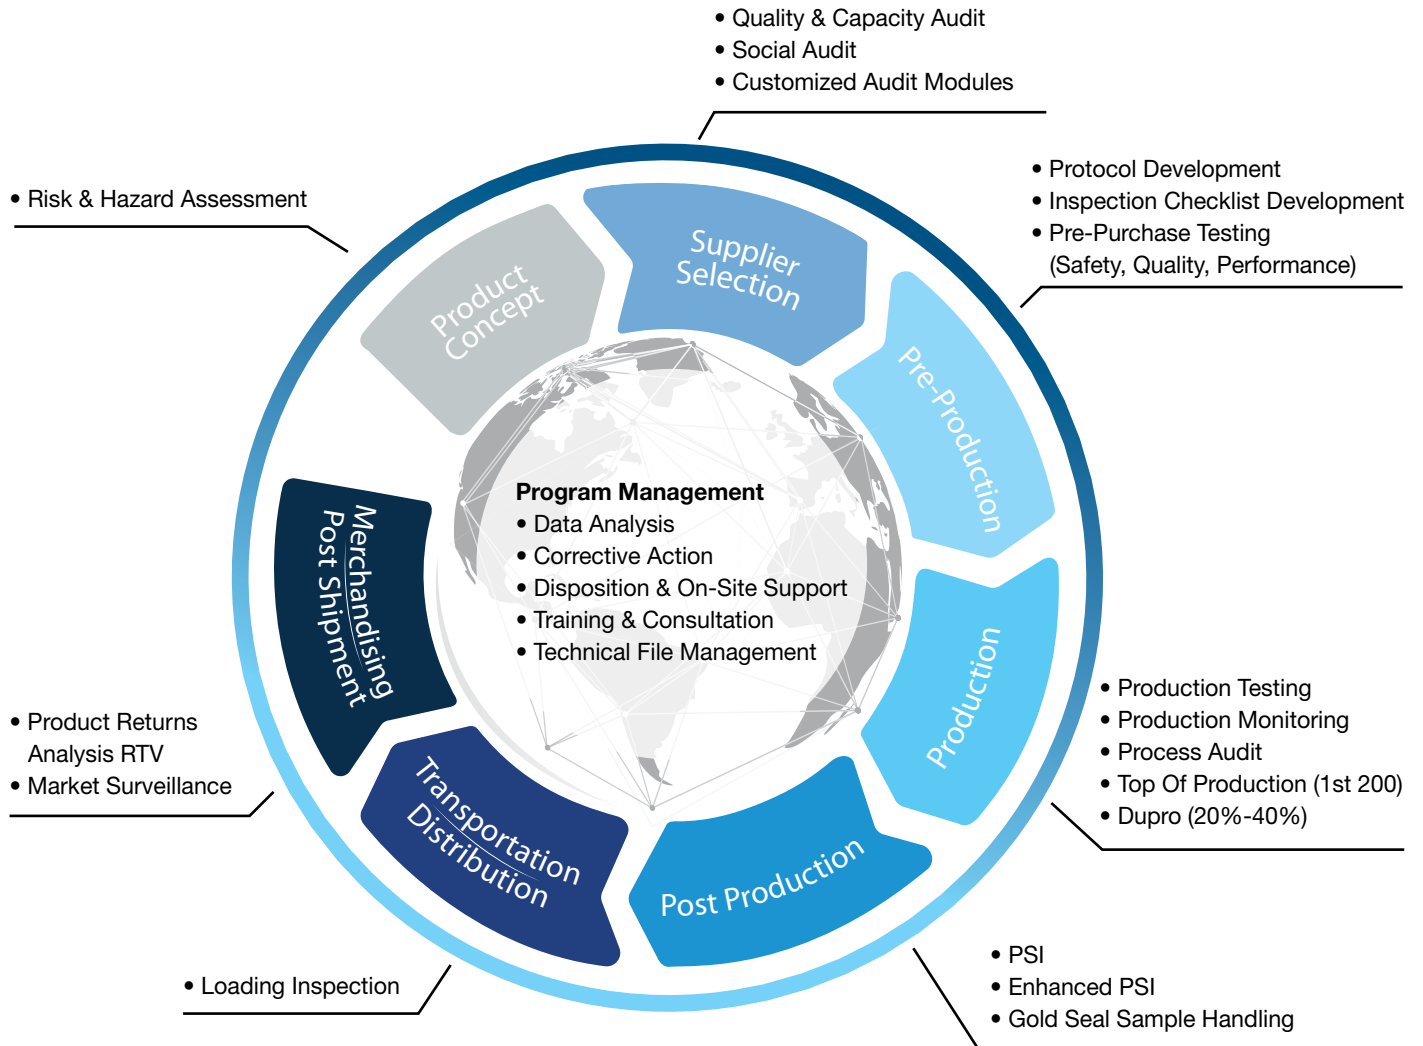 • Quality & Capacity Audit
• Social Audit
• Customized Audit Modules
• Risk & Hazard Assessment
• Protocol Development
• Inspection Checklist Development
• Pre-Purchase Testing
(Safety, Quality, Performance)
Product
Concept
Supplier
Selection
Pre-Production
Production
Post Production
Transportation
Distribution
Merchandising
Post Shipment
Program Management
• Data Analysis
• Corrective Action
• Disposition & On-Site Support
• Training & Consultation
• Technical File Management
• Production Testing
• Production Monitoring
• Process Audit
• Top Of Production (1st 200)
• Dupro (20%-40%)
• Product Returns
Analysis RTV
• Market Surveillance
• Loading Inspection
• PSI
• Enhanced PSI
• Gold Seal Sample Handling